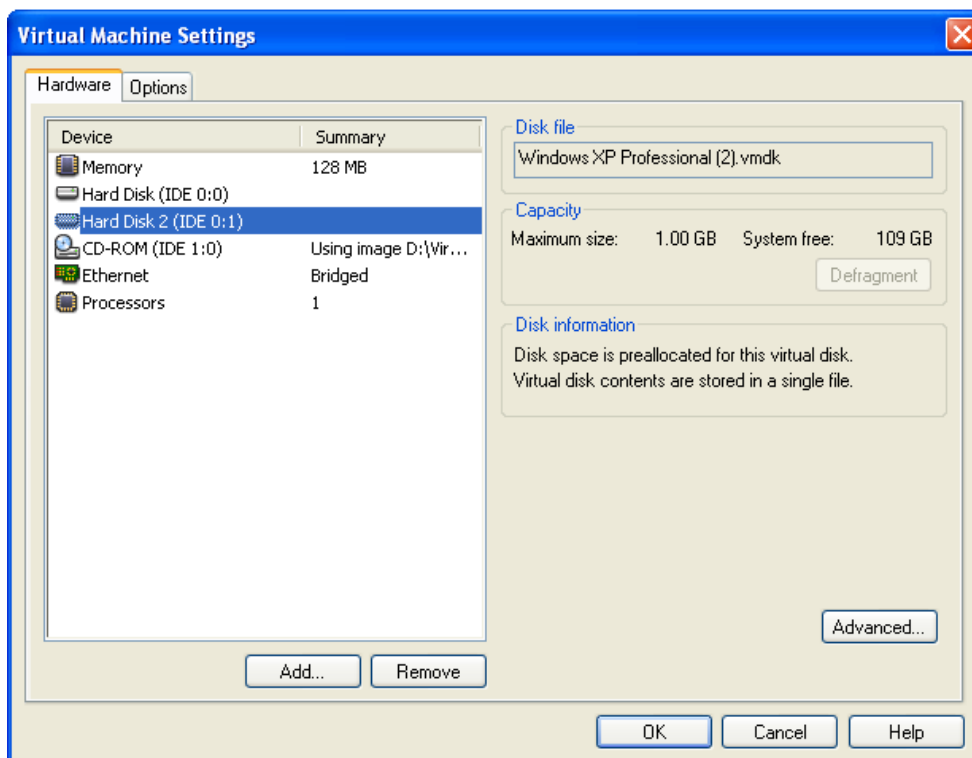 Virtual Machine Settings
Hardware Options
Device Summary
Memory 128 MB
Hard Disk (IDE 0:0)
Hard Disk 2 (IDE 0:1)
CD-ROM (IDE 1:0) Using image D:\Vir...
Ethernet Bridged
Processors 1
Add... Remove
Disk file
Windows XP Professional (2).vmdk
Capacity
Maximum size: 1.00 GB System free: 109 GB
Defragment
Disk information
Disk space is preallocated for this virtual disk.
Virtual disk contents are stored in a single file.
Advanced...
OK Cancel Help